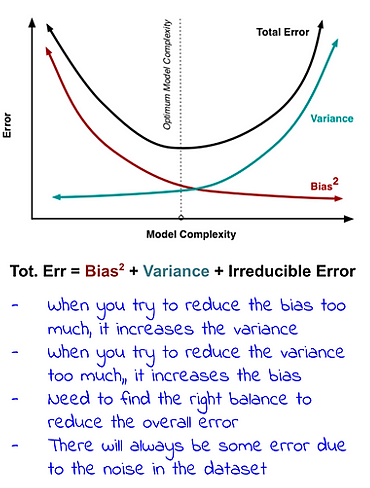 Total Error
Optimum Model Complexity
Variance
Error
Bias²
Model Complexity
Tot. Err = Bias² + Variance + Irreducible Error
- When you try to reduce the bias too
much, it increases the variance
- When you try to reduce the variance
too much,, it increases the bias
- Need to find the right balance to
reduce the overall error
- There will always be some error due
to the noise in the dataset